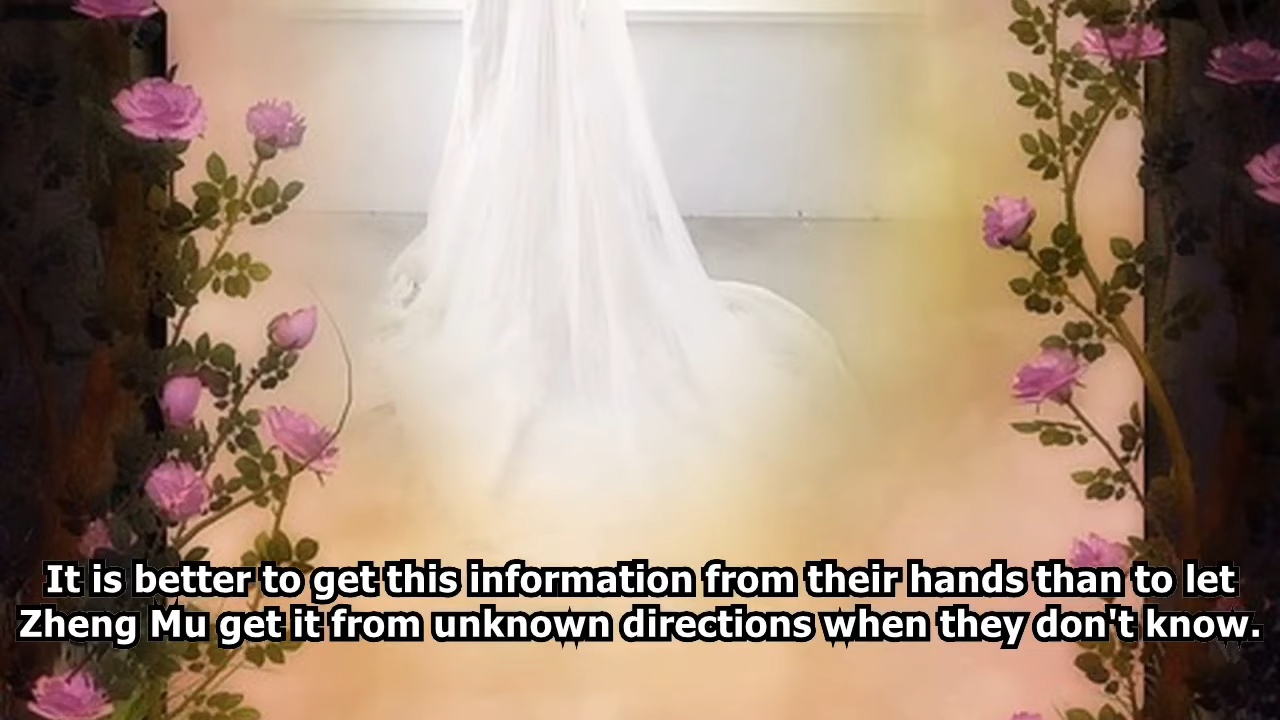 It is better to get this information from their hands than to let
Zheng Mu get it from unknown directions when they don't know.